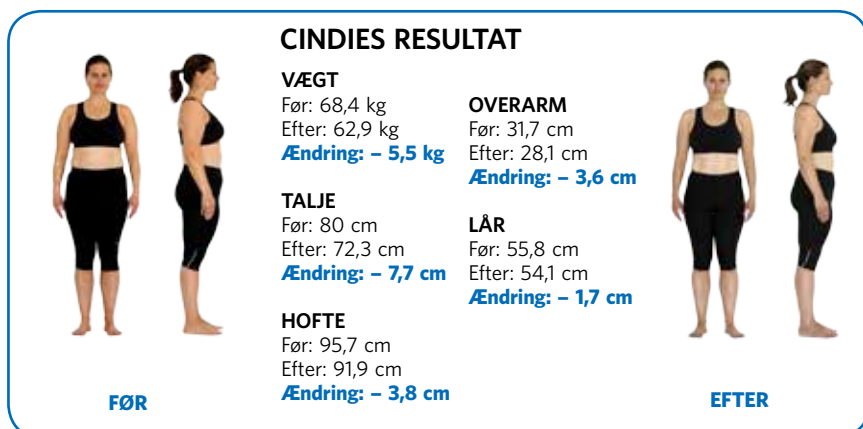 CINDIES RESULTAT
VÆGT
Før: 68,4 kg
Efter: 62,9 kg
Ændring: – 5,5 kg
TALJE
Før: 80 cm
Efter: 72,3 cm
Ændring: – 7,7 cm
HOFTE
Før: 95,7 cm
Efter: 91,9 cm
Ændring: – 3,8 cm
OVERARM
Før: 31,7 cm
Efter: 28,1 cm
Ændring: – 3,6 cm
LÅR
Før: 55,8 cm
Efter: 54,1 cm
Ændring: – 1,7 cm
FØR
EFTER